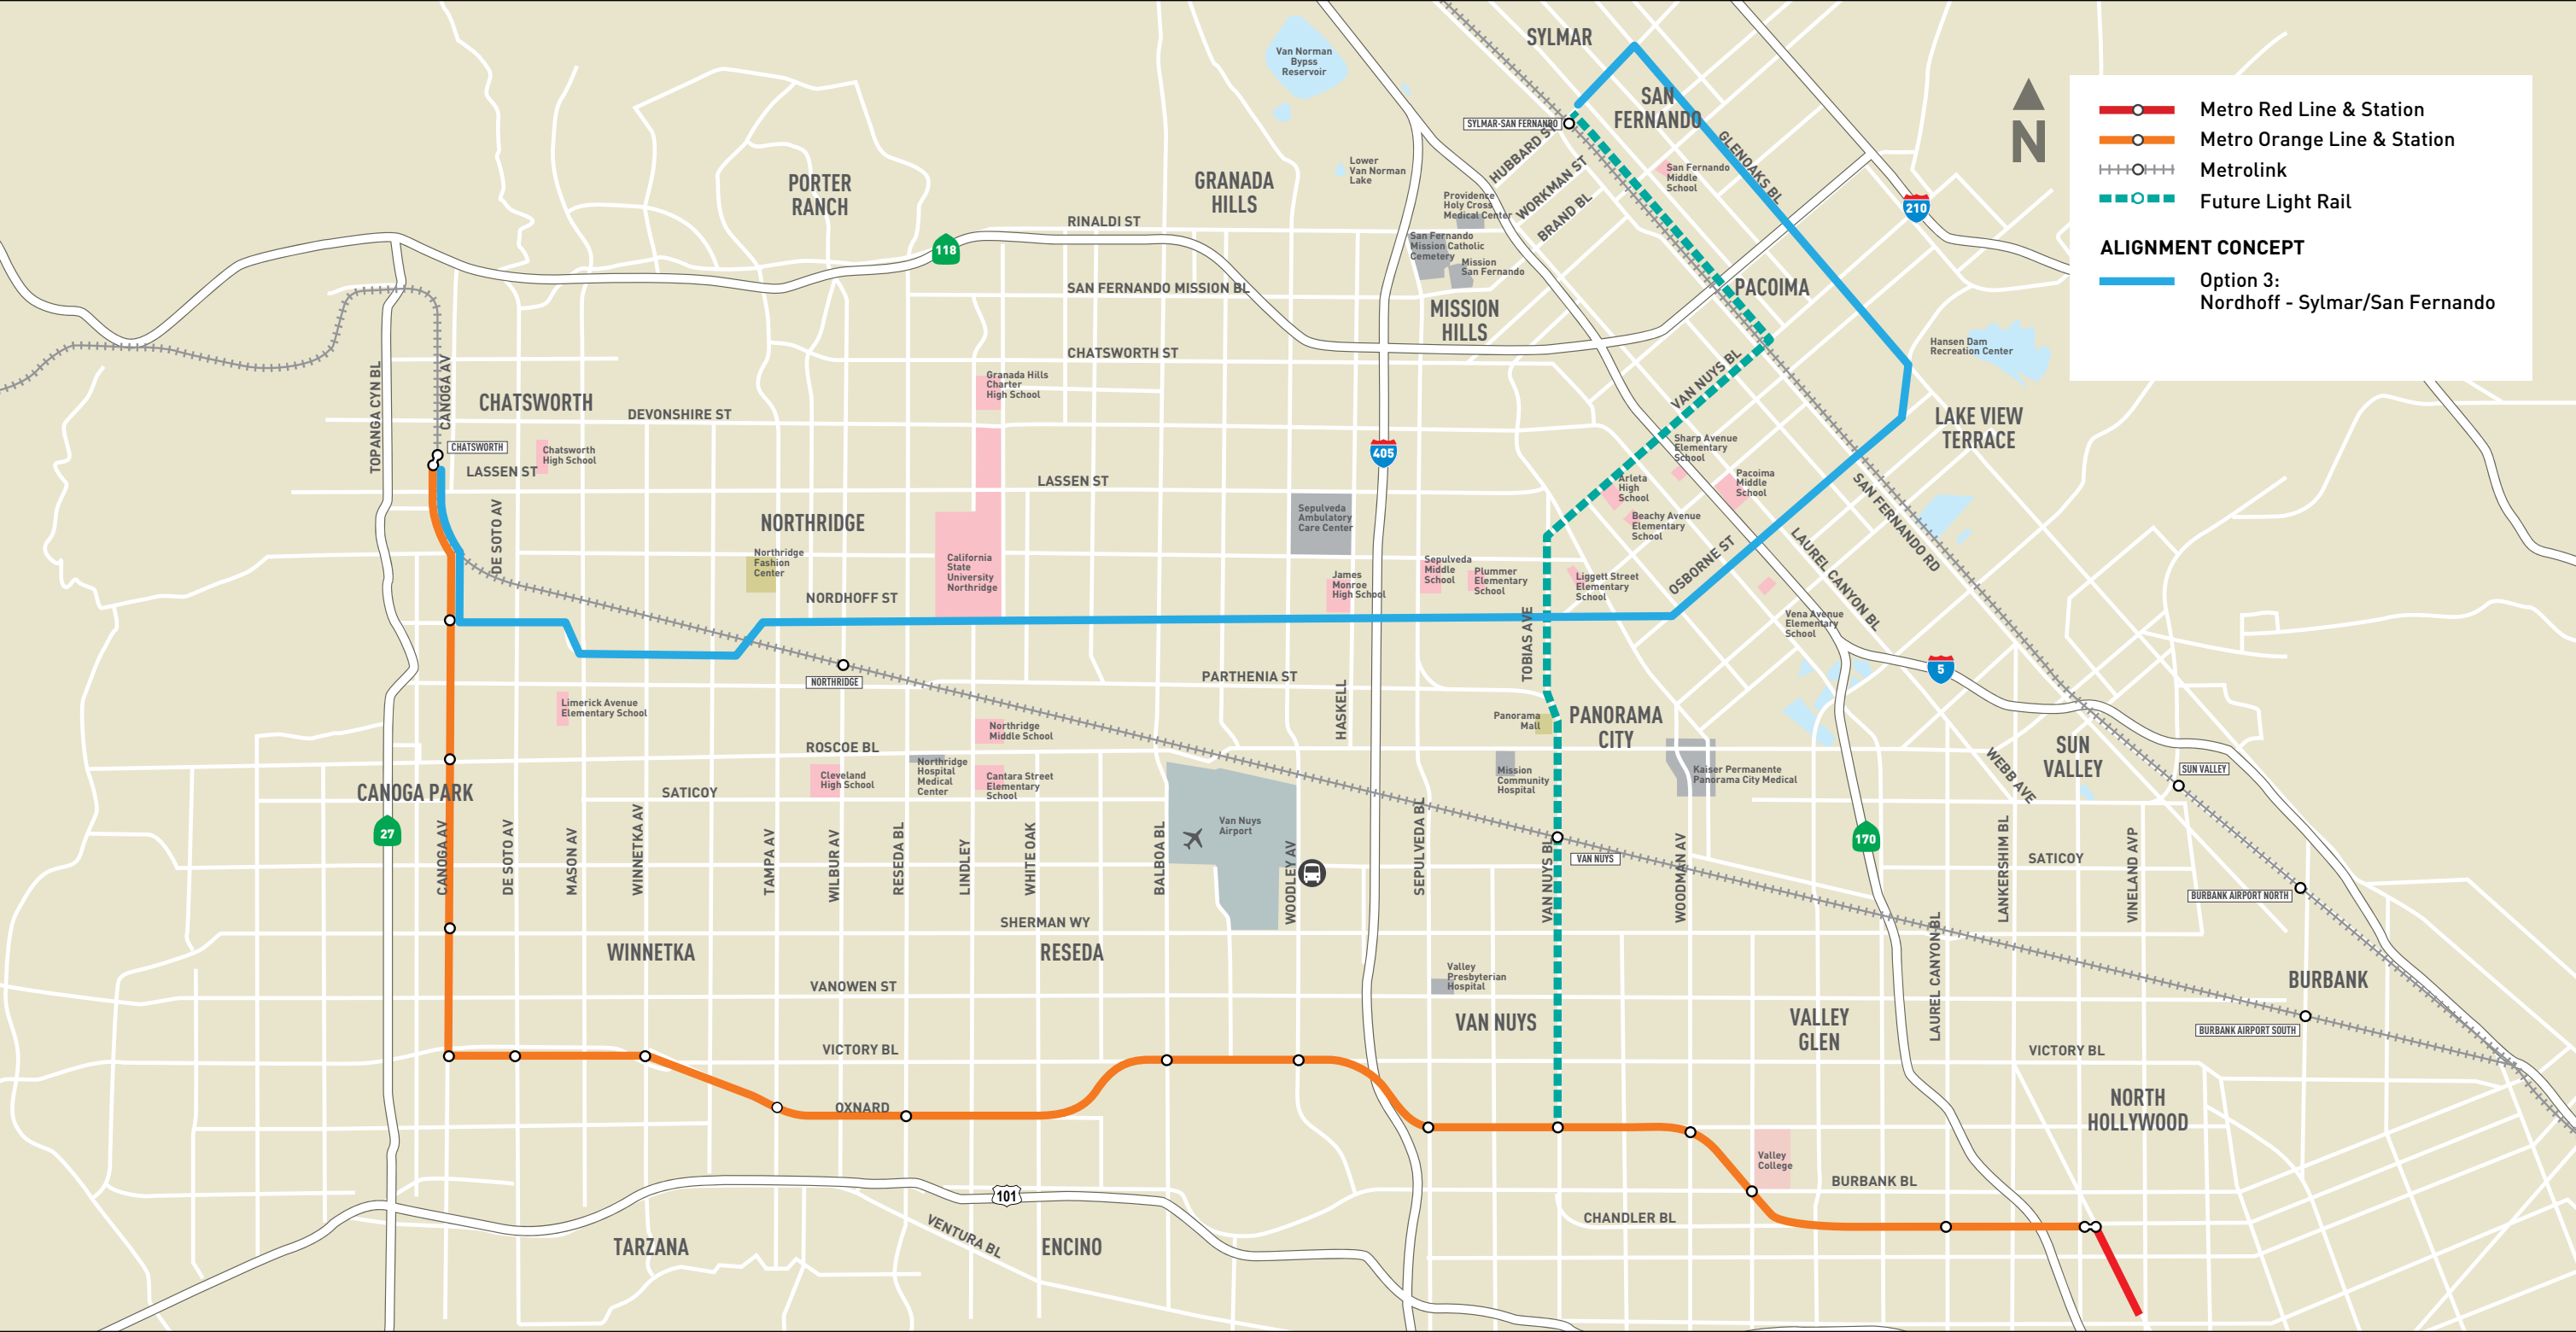 SYLMAR
Van Norman
Bypss
Reservoir
SAN
FERNANDO
SYLMAR-SAN FERNANDO
HUBBARD ST
WORKMAN ST
BRAND BL
GLENOAKS BL
San Fernando
Middle
School
210
N
Metro Red Line & Station
Metro Orange Line & Station
Metrolink
Future Light Rail
ALIGNMENT CONCEPT
Option 3:
Nordhoff - Sylmar/San Fernando
PORTER
RANCH
GRANADA
HILLS
Lower
Van Norman
Lake
Providence
Holy Cross
Medical Center
San Fernando
Mission Catholic
Cemetery
Mission
San Fernando
RINALDI ST
118
SAN FERNANDO MISSION BL
MISSION
HILLS
PACOIMA
Hansen Dam
Recreation Center
CHATSWORTH ST
VAN NUYS BL
TOPANGA CYN BL
CANOGA AV
CHATSWORTH
DEVONSHIRE ST
Granada Hills
Charter
High School
LAKE VIEW
TERRACE
CHATSWORTH
Chatsworth
High School
LASSEN ST
LASSEN ST
405
Sharp Avenue
Elementary
School
Arleta
High
School
Pacoima
Middle
School
Beachy Avenue
Elementary
School
SAN FERNANDO RD
DE SOTO AV
NORTHRIDGE
Northridge
Fashion
Center
California
State
University
Northridge
Sepulveda
Ambulatory
Care Center
James
Monroe
High School
Sepulveda
Middle
School
Plummer
Elementary
School
Liggett Street
Elementary
School
OSBORNE ST
LAUREL CANYON BL
Vena Avenue
Elementary
School
NORDHOFF ST
TOBIAS AVE
5
NORTHRIDGE
PARTHENIA ST
HASKELL
Limerick Avenue
Elementary School
Northridge
Middle School
Panorama
Mall
PANORAMA
CITY
ROSCOE BL
Cleveland
High School
Northridge
Hospital
Medical
Center
Cantara Street
Elementary
School
Mission
Community
Hospital
Kaiser Permanente
Panorama City Medical
SUN
VALLEY
SUN VALLEY
WEBB AVE
CANOGA PARK
SATICOY
27
Van Nuys
Airport
170
CANOGA AV
DE SOTO AV
MASON AV
WINNETKA AV
TAMPA AV
WILBUR AV
RESEDA BL
LINDLEY
WHITE OAK
BALBOA BL
WOODLEY AV
SEPULVEDA BL
VAN NUYS BL
VAN NUYS
WOODMAN AV
LAUREL CANYON BL
LANKERSHIM BL
SATICOY
VINELAND AVP
BURBANK AIRPORT NORTH
SHERMAN WY
WINNETKA
RESEDA
VANOWEN ST
Valley
Presbyterian
Hospital
VAN NUYS
VALLEY
GLEN
BURBANK
BURBANK AIRPORT SOUTH
VICTORY BL
VICTORY BL
OXNARD
NORTH
HOLLYWOOD
Valley
College
BURBANK BL
101
CHANDLER BL
VENTURA BL
TARZANA
ENCINO